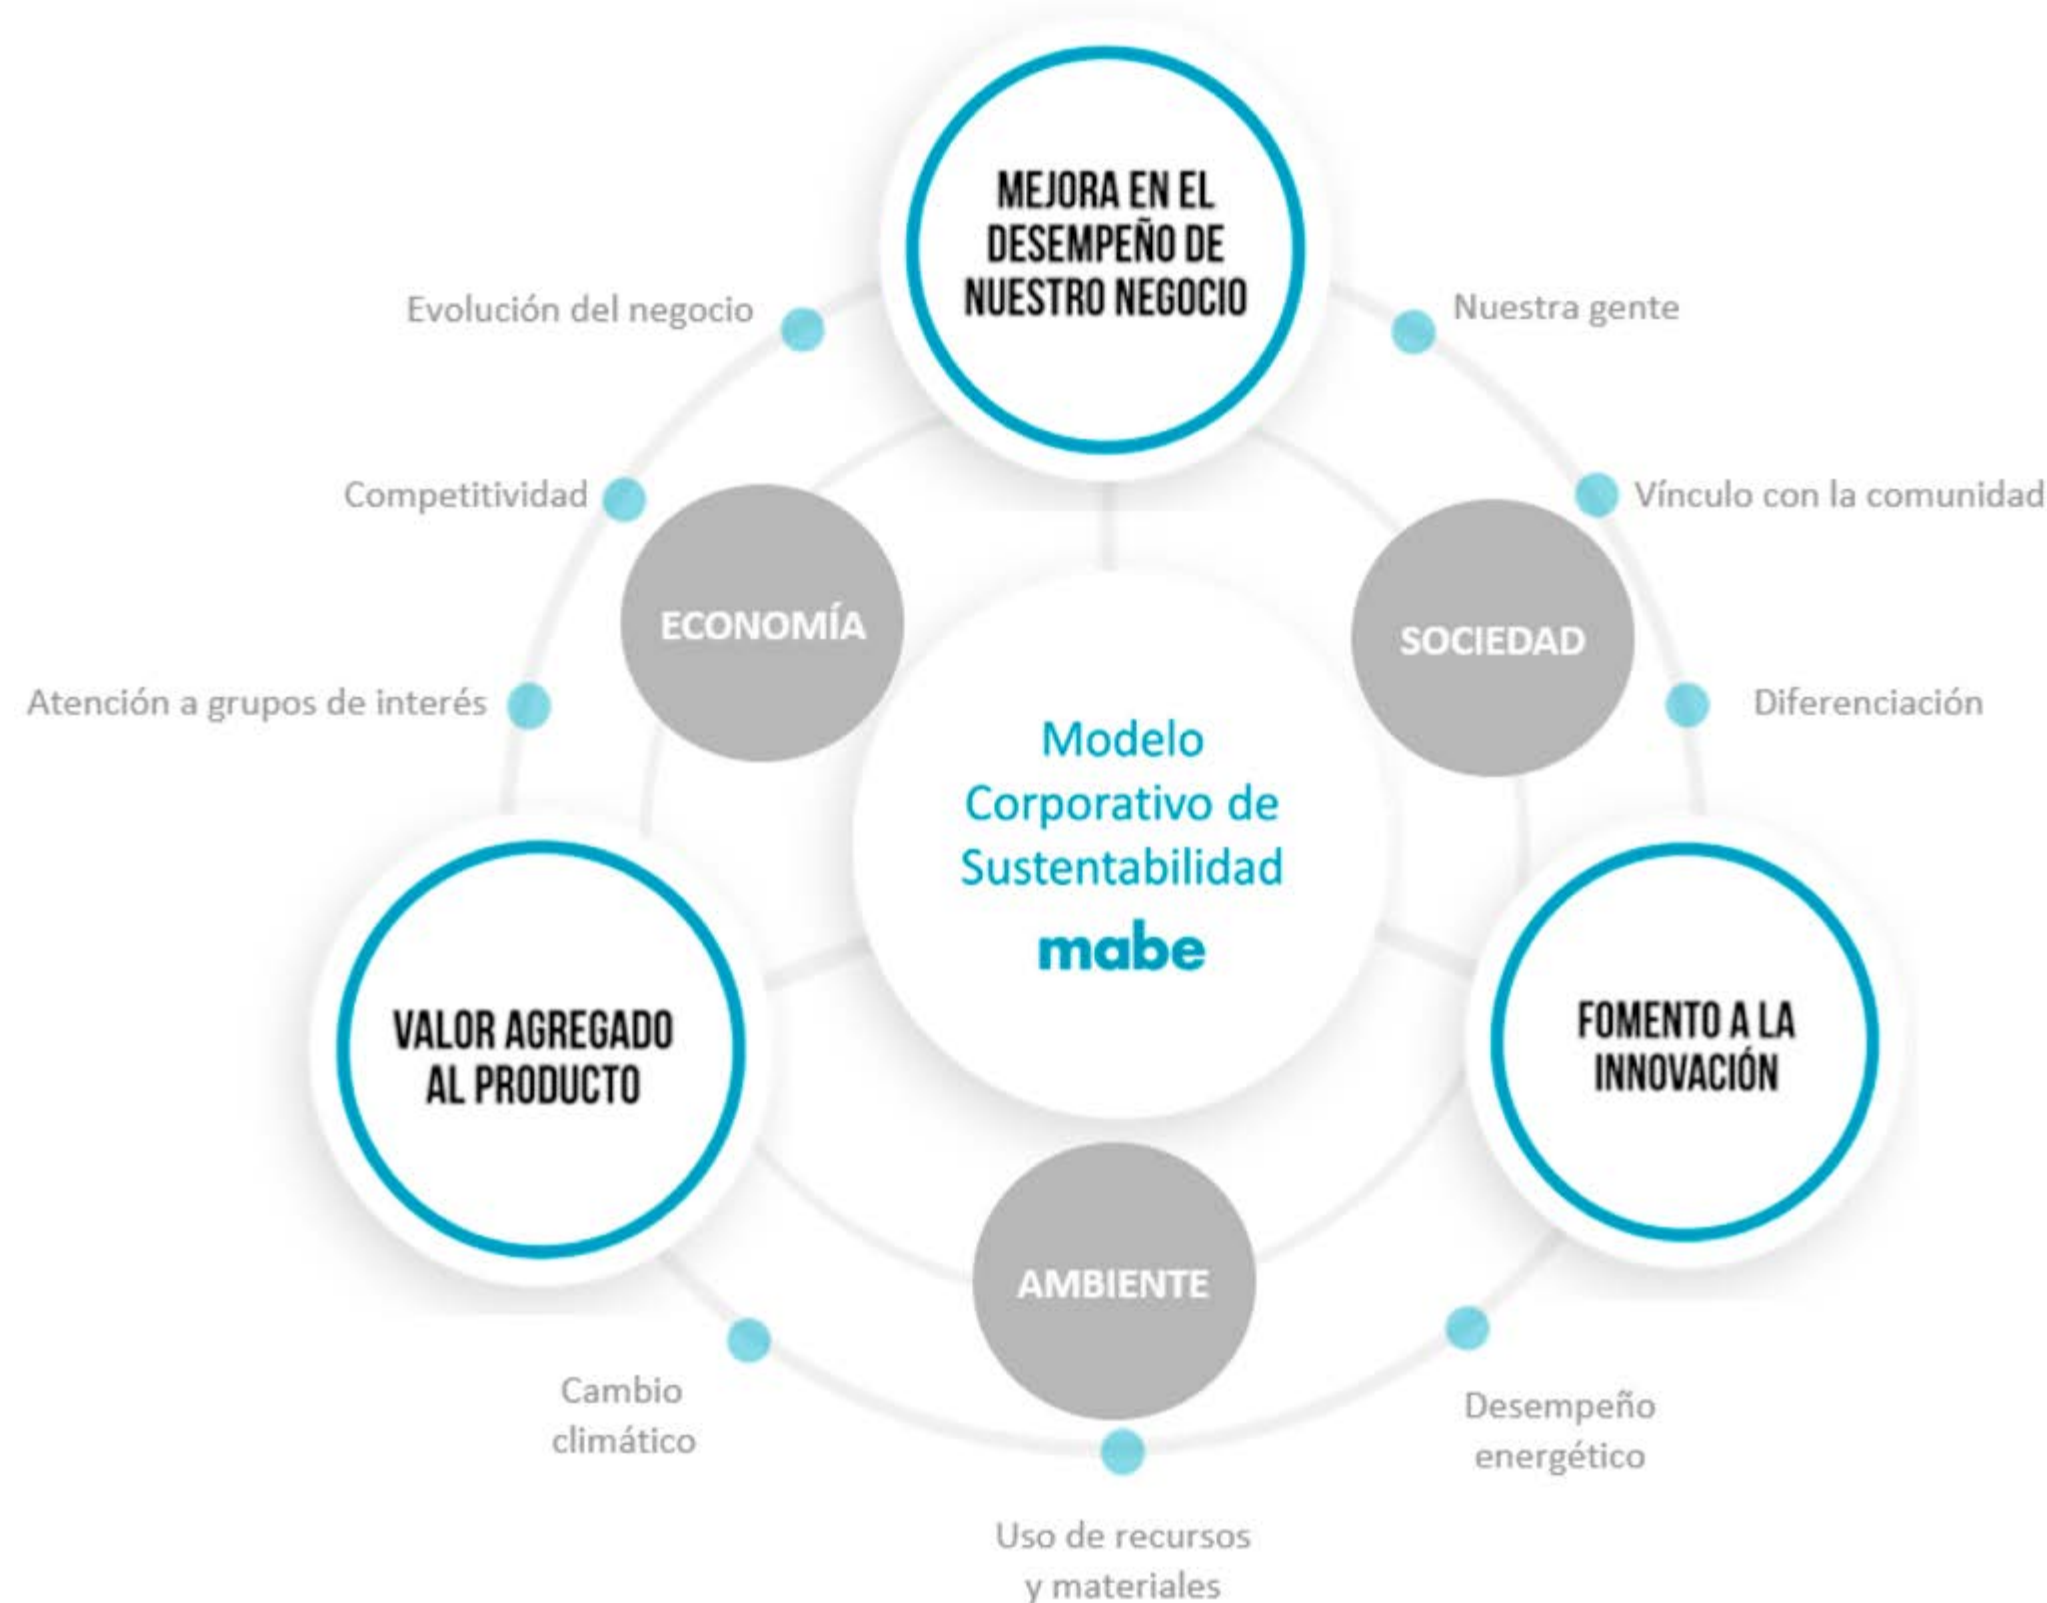 MEJORA EN EL
DESEMPEÑO DE
NUESTRO NEGOCIO
Evolución del negocio
Nuestra gente
Competitividad
Vínculo con la comunidad
ECONOMÍA
SOCIEDAD
Atención a grupos de interés
Diferenciación
Modelo
Corporativo de
Sustentabilidad
mabe
VALOR AGREGADO
AL PRODUCTO
FOMENTO A LA
INNOVACIÓN
AMBIENTE
Cambio
climático
Desempeño
energético
Uso de recursos
y materiales